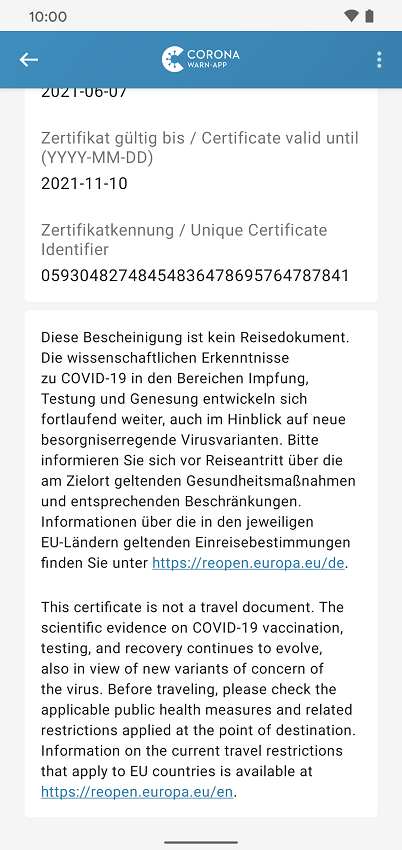 10:00
CORONA
WARN-APP
2021-06-07
Zertifikat gültig bis / Certificate valid until
(YYYY-MM-DD)
2021-11-10
Zertifikatkennung / Unique Certificate
Identifier
05930482748454836478695764787841
Diese Bescheinigung ist kein Reisedokument.
Die wissenschaftlichen Erkenntnisse
zu COVID-19 in den Bereichen Impfung,
Testung und Genesung entwickeln sich
fortlaufend weiter, auch im Hinblick auf neue
besorgniserregende Virusvarianten. Bitte
informieren Sie sich vor Reiseantritt über die
am Zielort geltenden Gesundheitsmaßnahmen
und entsprechenden Beschränkungen.
Informationen über die in den jeweiligen
EU-Ländern geltenden Einreisebestimmungen
finden Sie unter https://reopen.europa.eu/de.
This certificate is not a travel document. The
scientific evidence on COVID-19 vaccination,
testing, and recovery continues to evolve,
also in view of new variants of concern of
the virus. Before traveling, please check the
applicable public health measures and related
restrictions applied at the point of destination.
Information on the current travel restrictions
that apply to EU countries is available at
https://reopen.europa.eu/en.